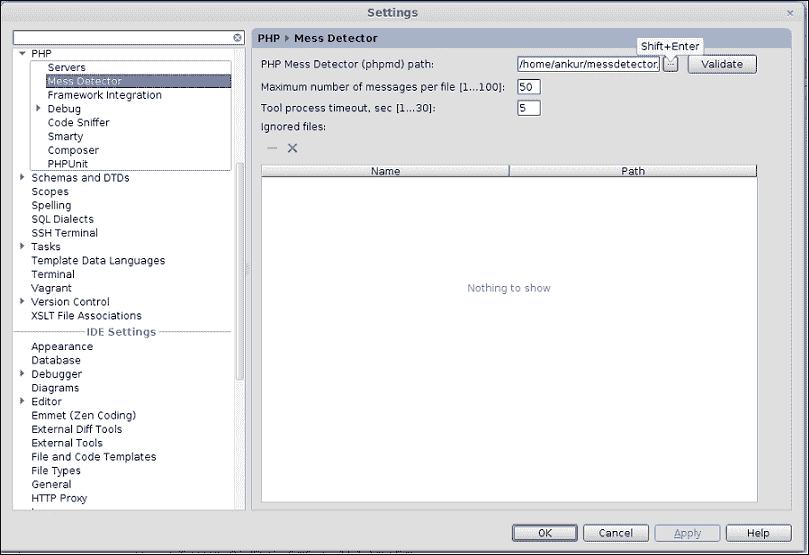 Settings
PHP
Servers
Mess Detector
Framework Integration
Debug
Code Sniffer
Smarty
Composer
PHPUnit
Schemas and DTDs
Scopes
Spelling
SQL Dialects
SSH Terminal
Tasks
Template Data Languages
Terminal
Vagrant
Version Control
XSLT File Associations
IDE Settings
Appearance
Database
Debugger
Diagrams
Editor
Emmet (Zen Coding)
External Diff Tools
External Tools
File and Code Templates
File Types
General
HTTP Proxy
PHP Mess Detector
Shift+Enter
PHP Mess Detector (phpmd) path: /home/ankur/messdetector ... Validate
Maximum number of messages per file [1...100]: 50
Tool process timeout, sec [1...30]: 5
Ignored files:
Name Path
Nothing to show
OK Cancel Apply Help